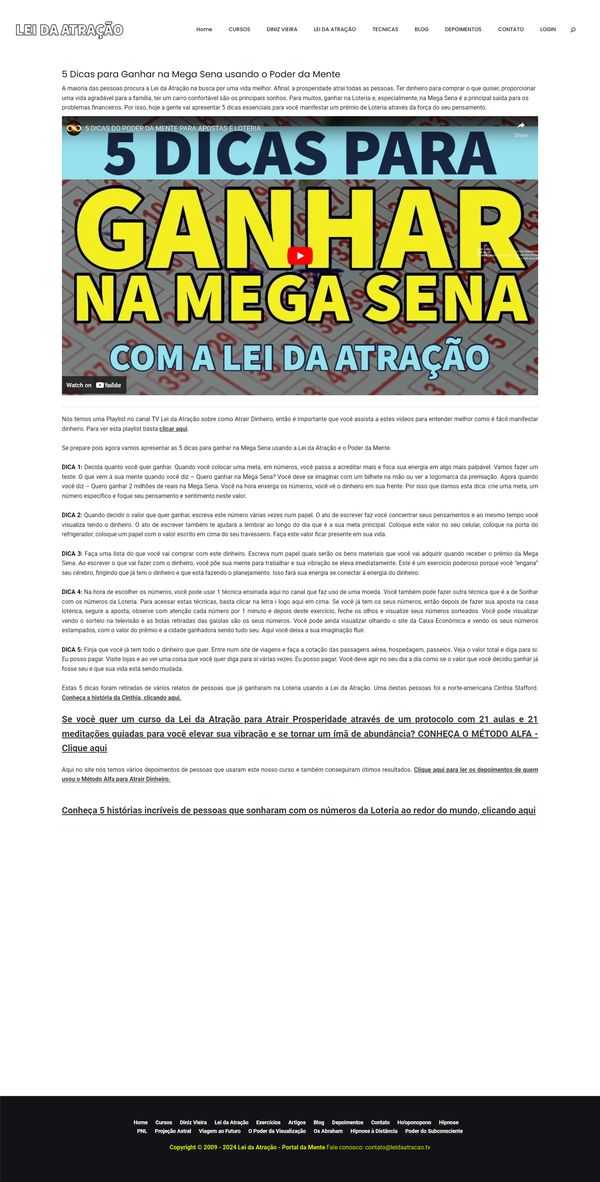 LEI DA ATRAÇÃO
Home CURSOS DINIZ VIEIRA LEI DA ATRAÇÃO TECNICAS BLOG DEPOIMENTOS CONTATO LOGIN
5 Dicas para Ganhar na Mega Sena usando o Poder da Mente
A maioria das pessoas procura a Lei da Atração na busca por uma vida melhor. Afinal, a prosperidade atrai todas as pessoas. Ter dinheiro para comprar o que quiser, proporcionar
uma vida agradável para a família, ter um carro confortável são os principais sonhos. Para muitos, ganhar na Loteria e, especialmente, na Mega Sena é a principal saída para os
problemas financeiros. Por isso, hoje a gente vai apresentar 5 dicas essenciais para você manifestar um prêmio de Loteria através da força do seu pensamento.
5 DICAS DO PODER DA MENTE PARA APOSTAS E LOTERIA
Share
5 DICAS PARA
GANHAR
NA MEGA SENA
COM A LEI DA ATRAÇÃO
Watch on YouTube
Nós temos uma Playlist no canal TV Lei da Atração sobre como Atrair Dinheiro, então é importante que você assista a estes vídeos para entender melhor como é fácil manifestar
dinheiro. Para ver esta playlist basta clicar aqui.
Se prepare pois agora vamos apresentar as 5 dicas para ganhar na Mega Sena usando a Lei da Atração e o Poder da Mente.
DICA 1: Decida quanto você quer ganhar. Quando você colocar uma meta, em números, você passa a acreditar mais e foca sua energia em algo mais palpável. Vamos fazer um
teste: O que vem à sua mente quando você diz – Quero ganhar na Mega Sena? Você deve se imaginar com um bilhete na mão ou ver a logomarca da premiação. Agora quando
você diz – Quero ganhar 2 milhões de reais na Mega Sena. Você na hora enxerga os números, você vê o dinheiro em sua frente. Por isso que damos esta dica: crie uma meta, um
número específico e foque seu pensamento e sentimento neste valor.
DICA 2: Quando decidir o valor que quer ganhar, escreva este número várias vezes num papel. O ato de escrever faz você concentrar seus pensamentos e ao mesmo tempo você
visualiza tendo o dinheiro. O ato de escrever também te ajudará a lembrar ao longo do dia que é a sua meta principal. Coloque este valor no seu celular, coloque na porta do
refrigerador, coloque um papel com o valor escrito em cima do seu travesseiro. Faça este valor ficar presente em sua vida.
DICA 3: Faça uma lista do que você vai comprar com este dinheiro. Escreva num papel quais serão os bens materiais que você vai adquirir quando receber o prêmio da Mega
Sena. Ao escrever o que vai fazer com o dinheiro, você põe sua mente para trabalhar e sua vibração se eleva imediatamente. Este é um exercício poderoso porque você “engana”
seu cérebro, fingindo que já tem o dinheiro e que está fazendo o planejamento. Isso fará sua energia se conectar à energia do dinheiro.
DICA 4: Na hora de escolher os números, você pode usar 1 técnica ensinada aqui no canal que faz uso de uma moeda. Você também pode fazer outra técnica que é a de Sonhar
com os números da Loteria. Para acessar estas técnicas, basta clicar na letra i logo aqui em cima. Se você já tem os seus números, então depois de fazer sua aposta na casa
lotérica, segure a aposta, observe com atenção cada número por 1 minuto e depois deste exercício, feche os olhos e visualize seus números sorteados. Você pode visualizar
vendo o sorteio na televisão e as bolas retiradas das gaiolas são os seus números. Você pode ainda visualizar olhando o site da Caixa Econômica e vendo os seus números
estampados, com o valor do prêmio e a cidade ganhadora sendo tudo seu. Aqui você deixa a sua imaginação fluir.
DICA 5: Finja que você já tem todo o dinheiro que quer. Entre num site de viagens e faça a cotação das passagens aérea, hospedagem, passeios. Veja o valor total e diga para si:
Eu posso pagar. Visite lojas e ao ver uma coisa que você quer diga para si várias vezes: Eu posso pagar. Você deve agir no seu dia a dia como se o valor que você decidiu ganhar já
fosse seu e que sua vida está sendo mudada.
Estas 5 dicas foram retiradas de vários relatos de pessoas que já ganharam na Loteria usando a Lei da Atração. Uma destas pessoas foi a norte-americana Cinthia Stafford.
Conheça a história da Cinthia, clicando aqui.
Se você quer um curso da Lei da Atração para Atrair Prosperidade através de um protocolo com 21 aulas e 21
meditações guiadas para você elevar sua vibração e se tornar um ímã de abundância? CONHEÇA O MÉTODO ALFA -
Clique aqui
Aqui no site nós temos vários depoimentos de pessoas que usaram este nosso curso e também conseguiram ótimos resultados. Clique aqui para ler os depoimentos de quem
usou o Método Alfa para Atrair Dinheiro.
Conheça 5 histórias incríveis de pessoas que sonharam com os números da Loteria ao redor do mundo, clicando aqui
Home Cursos Diniz Vieira Lei da Atração Exercícios Artigos Blog Depoimentos Contato Ho'oponopono Hipnose
PNL Projeção Astral Viagem ao Futuro O Poder da Visualização Os Abraham Hipnose à Distância Poder do Subconsciente
Copyright © 2009 - 2024 Lei da Atração - Portal da Mente Fale conosco: contato@leidaatracao.tv